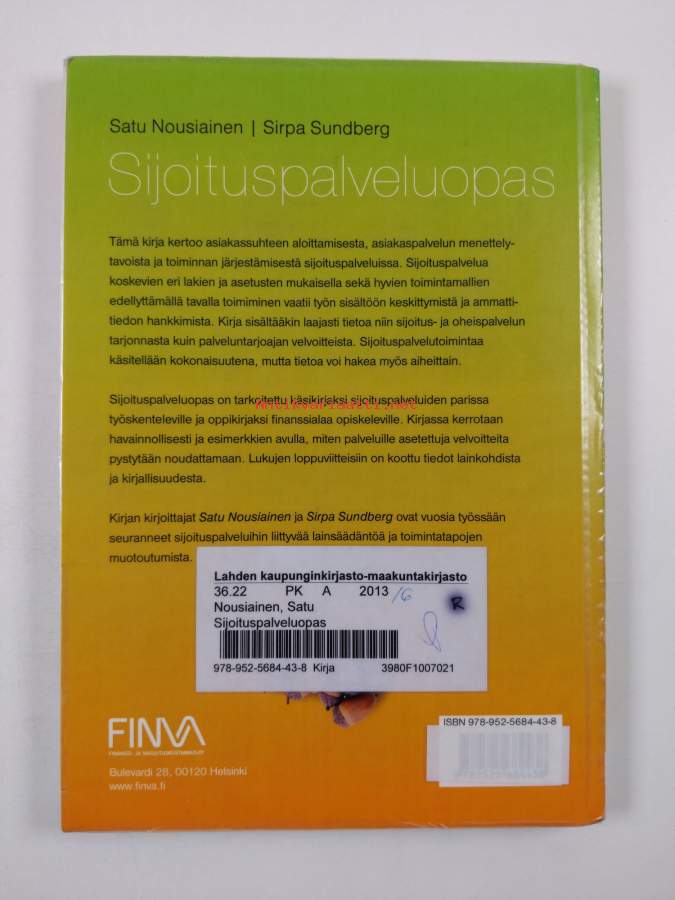 Satu Nousiainen | Sirpa Sundberg
Sijoituspalveluopas
Tämä kirja kertoo asiakassuhteen aloittamisesta, asiakaspalvelun menettely-
tavoista ja toiminnan järjestämisestä sijoituspalveluissa. Sijoituspalvelua
koskevien eri lakien ja asetusten mukaisella sekä hyvien toimintamallien
edellyttämällä tavalla toimiminen vaatii työn sisältöön keskittymistä ja ammatti-
tiedon hankkimista. Kirja sisältääkin laajasti tietoa niin sijoitus- ja oheispalvelun
tarjonnasta kuin palveluntarjoajan velvoitteista. Sijoituspalvelutoimintaa
käsitellään kokonaisuutena, mutta tietoa voi hakea myös aiheittain.
Sijoituspalveluopas on tarkoitettu käsikirjaksi sijoituspalveluiden parissa
Antikvariaatti.net
työskenteleville ja oppikirjaksi finanssialaa opiskeleville. Kirjassa kerrotaan
havainnollisesti ja esimerkkien avulla, miten palveluille asetettuja velvoitteita
pystytään noudattamaan. Lukujen loppuviitteisiin on koottu tiedot lainkohdista
ja kirjallisuudesta.
Kirjan kirjoittajat Satu Nousiainen ja Sirpa Sundberg ovat vuosia työssään
seuranneet sijoituspalveluihin liittyvää lainsäädäntöä ja toimintatapojen
muotoutumista.
Lahden kaupunginkirjasto-maakuntakirjasto
36.22 PK A 2013 /6
Nousiainen, Satu R
Sijoituspalveluopas
978-952-5684-43-8 Kirja 3980F1007021
ISBN 978-952-5684-43-8
FINVA
FINANSSI- JA VAKUUTUSKUSTANNUS OY
Bulevardi 28, 00120 Helsinki
www.finva.fi